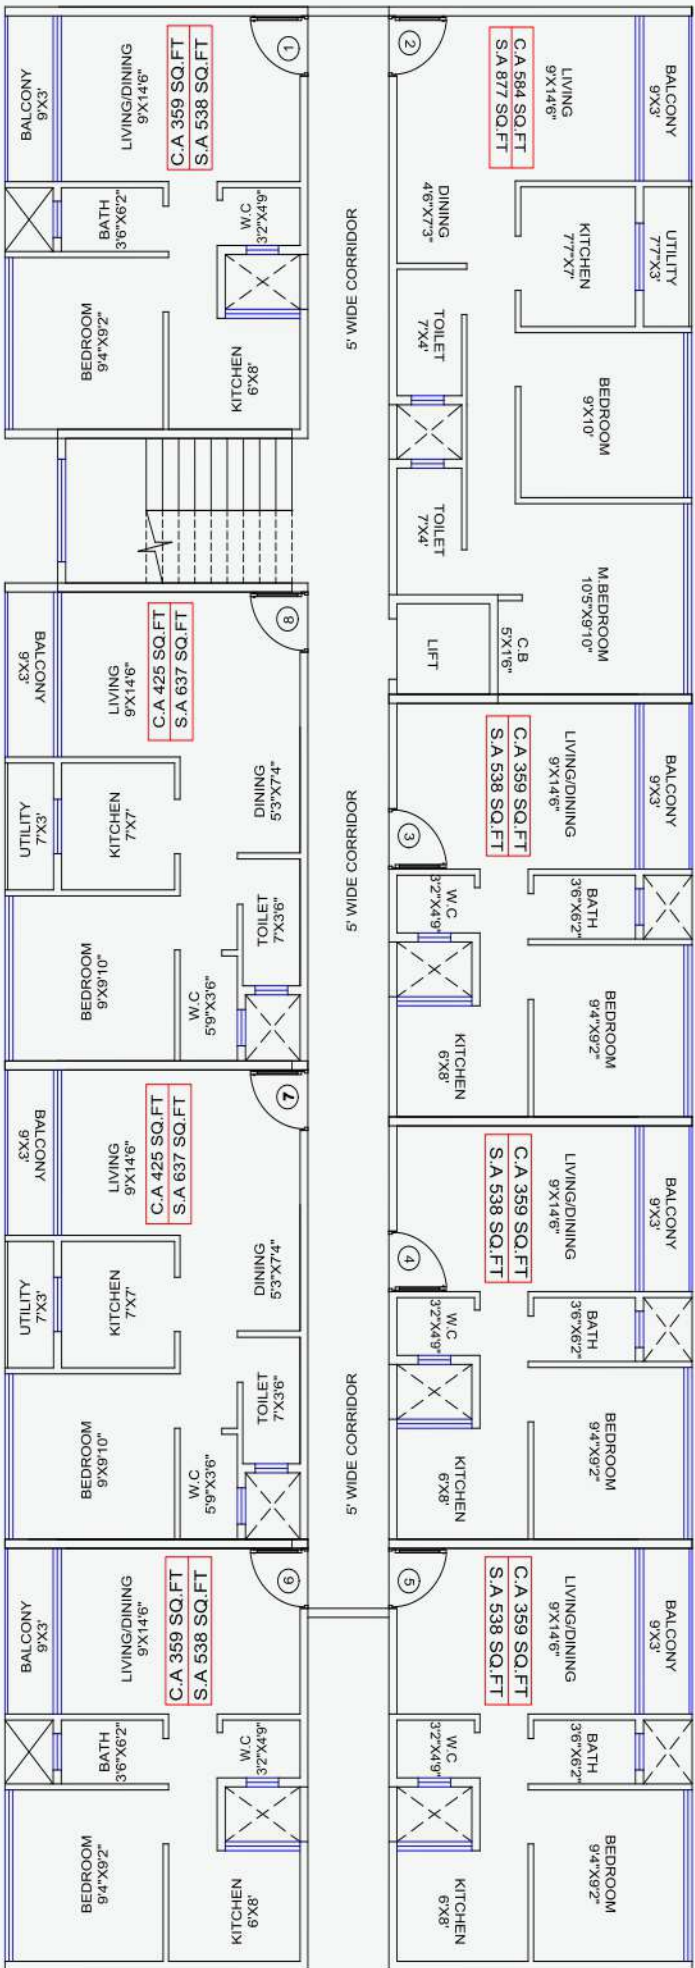 BALCONY
9'X3'
UTILITY
7'7"X3'
LIVING
9'X14'6"
KITCHEN
7'7"X7'
BEDROOM
9'X10'
M.BEDROOM
10'5"X9'10"
C.A 584 SQ.FT
S.A 877 SQ.FT
DINING
4'6"X7'3"
TOILET
7'X4'
TOILET
7'X4'
C.B
5'X1'6"
LIFT
2
BALCONY
9'X3'
LIVING/DINING
9'X14'6"
BATH
3'6"X6'2"
BEDROOM
9'4"X9'2"
C.A 359 SQ.FT
S.A 538 SQ.FT
W.C
3'2"X4'9"
KITCHEN
6'X8'
3
BALCONY
9'X3'
LIVING/DINING
9'X14'6"
BATH
3'6"X6'2"
BEDROOM
9'4"X9'2"
C.A 359 SQ.FT
S.A 538 SQ.FT
W.C
3'2"X4'9"
KITCHEN
6'X8'
4
BALCONY
9'X3'
LIVING/DINING
9'X14'6"
BATH
3'6"X6'2"
BEDROOM
9'4"X9'2"
C.A 359 SQ.FT
S.A 538 SQ.FT
W.C
3'2"X4'9"
KITCHEN
6'X8'
5
5' WIDE CORRIDOR
5' WIDE CORRIDOR
5' WIDE CORRIDOR
1
S.A 538 SQ.FT
C.A 359 SQ.FT
W.C
3'2"X4'9"
KITCHEN
6'X8'
LIVING/DINING
9'X14'6"
BATH
3'6"X6'2"
BEDROOM
9'4"X9'2"
BALCONY
9'X3'
8
DINING
5'3"X7'4"
TOILET
7'X3'6"
S.A 637 SQ.FT
C.A 425 SQ.FT
W.C
5'9"X3'6"
LIVING
9'X14'6"
KITCHEN
7'X7'
BEDROOM
9'X9'10"
BALCONY
9'X3'
UTILITY
7'X3'
7
DINING
5'3"X7'4"
TOILET
7'X3'6"
S.A 637 SQ.FT
C.A 425 SQ.FT
W.C
5'9"X3'6"
LIVING
9'X14'6"
KITCHEN
7'X7'
BEDROOM
9'X9'10"
BALCONY
9'X3'
UTILITY
7'X3'
6
S.A 538 SQ.FT
C.A 359 SQ.FT
W.C
3'2"X4'9"
KITCHEN
6'X8'
LIVING/DINING
9'X14'6"
BATH
3'6"X6'2"
BEDROOM
9'4"X9'2"
BALCONY
9'X3'